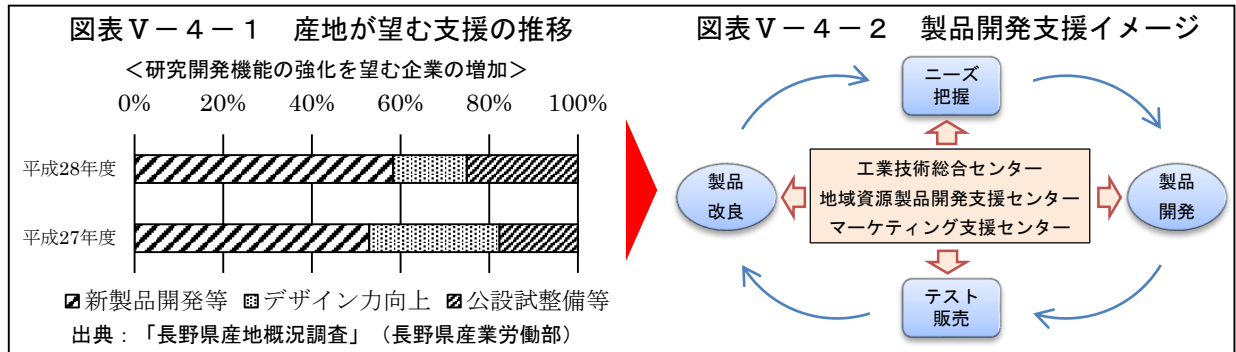 図表Ⅴ－４－１ 産地が望む支援の推移
＜研究開発機能の強化を望む企業の増加＞
0% 20% 40% 60% 80% 100%
平成28年度
平成27年度
新製品開発等 デザイン力向上 公設試整備等
出典：「長野県産地概況調査」（長野県産業労働部）
図表Ⅴ－４－２ 製品開発支援イメージ
ニーズ
把握
製品
改良
工業技術総合センター
地域資源製品開発支援センター
マーケティング支援センター
製品
開発
テスト
販売